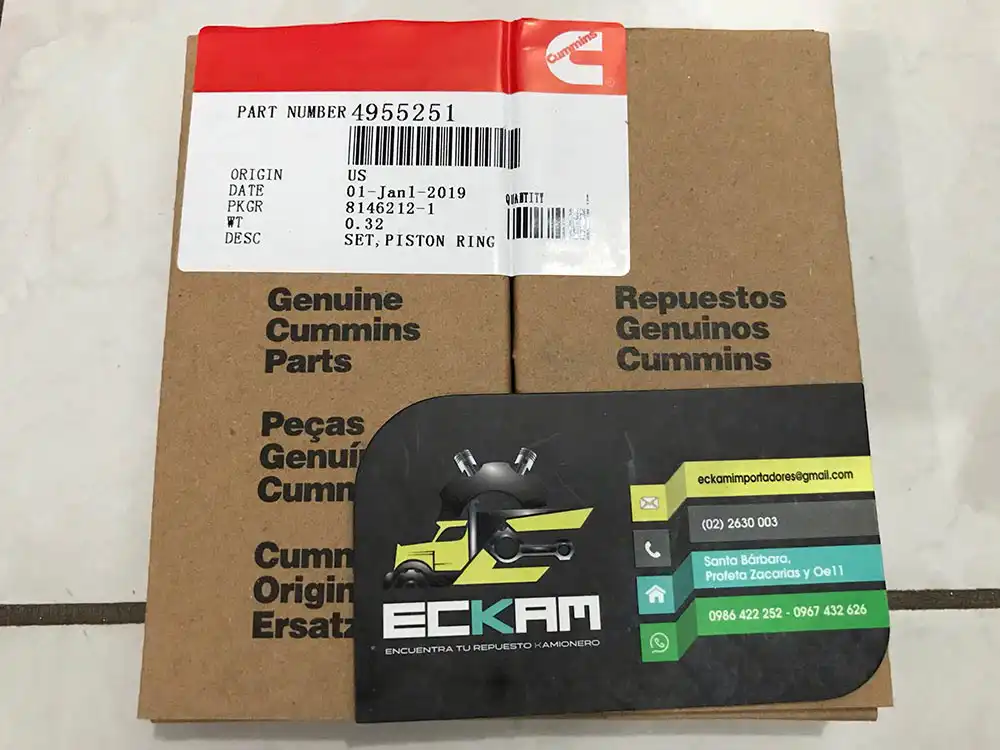 Cummins
PART NUMBER 4955251
ORIGIN US
DATE 01-Jan1-2019
PKGR 8146212-1
WT 0.32
DESC SET,PISTON RING
QUANTITY
Genuine
Cummins
Parts
Repuestos
Genuinos
Cummins
Peças
Genuí
Cumm
Cumm
Origin
Ersatz
ECKAM
ENCUENTRA TU REPUESTO KAMIONERO
eckamimportadores@gmail.com
(02) 2630 003
Santa Bárbara,
Profeta Zacarias y Oe11
0986 422 252 - 0967 432 626